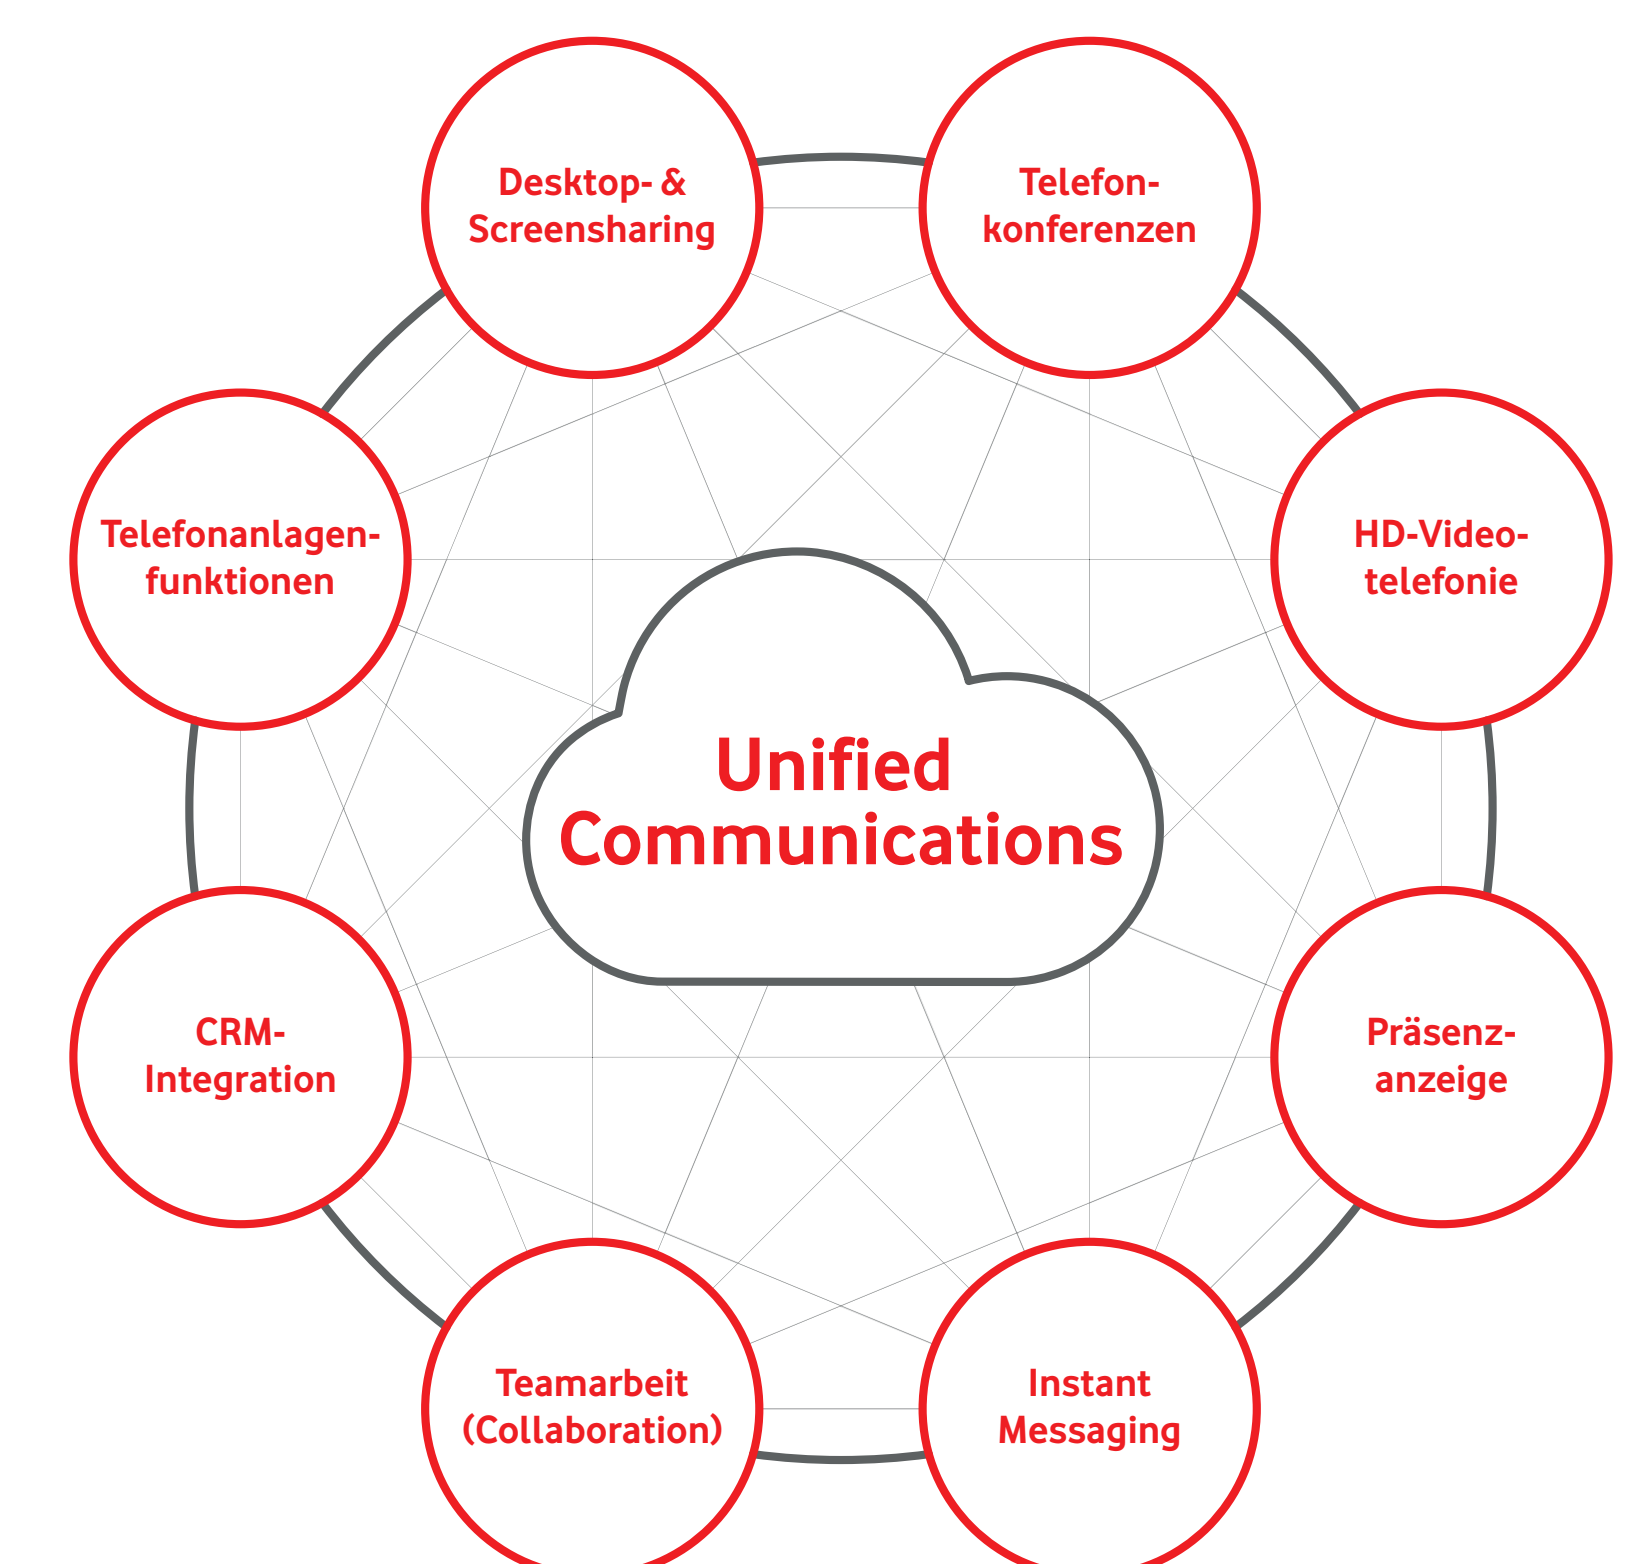 Desktop- &
Screensharing
Telefon-
konferenzen
Telefonanlagen-
funktionen
HD-Video-
telefonie
Unified
Communications
CRM-
Integration
Präsenz-
anzeige
Teamarbeit
(Collaboration)
Instant
Messaging